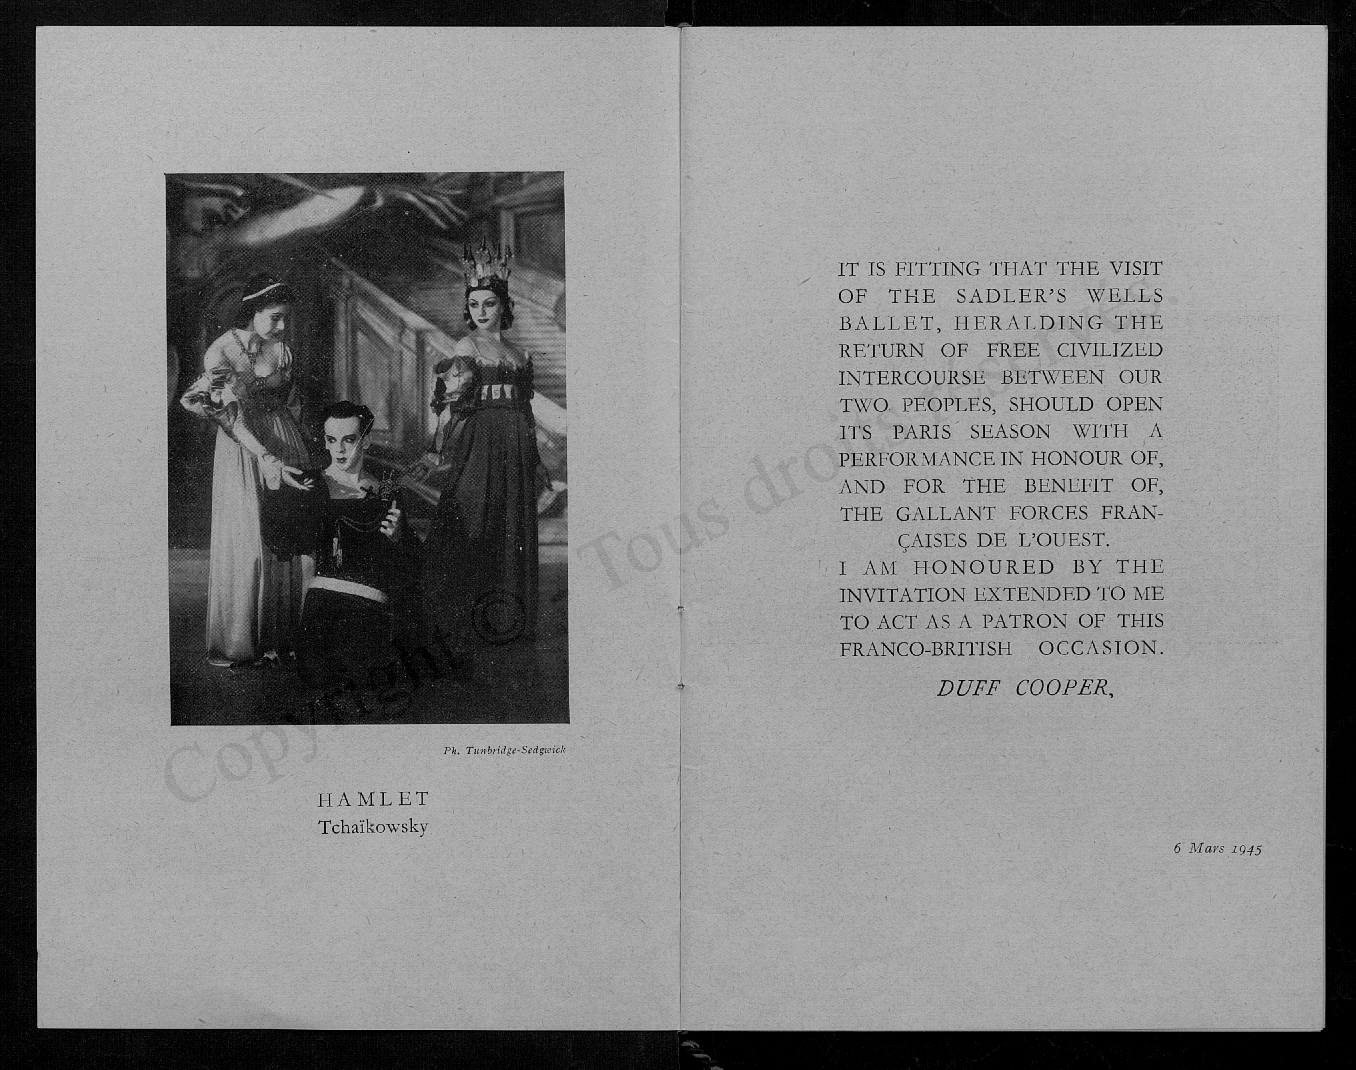 Ph. Tunbridge-Sedgwick
HAMLET
Tchaïkowsky
IT IS FITTING THAT THE VISIT
OF THE SADLER'S WELLS
BALLET, HERALDING THE
RETURN OF FREE CIVILIZED
INTERCOURSE BETWEEN OUR
TWO PEOPLES, SHOULD OPEN
ITS PARIS SEASON WITH A
PERFORMANCE IN HONOUR OF,
AND FOR THE BENEFIT OF,
THE GALLANT FORCES FRAN-
ÇAISES DE L'OUEST.
I AM HONOURED BY THE
INVITATION EXTENDED TO ME
TO ACT AS A PATRON OF THIS
FRANCO-BRITISH OCCASION.
DUFF COOPER,
6 Mars 1945
Copyright © Tous droits